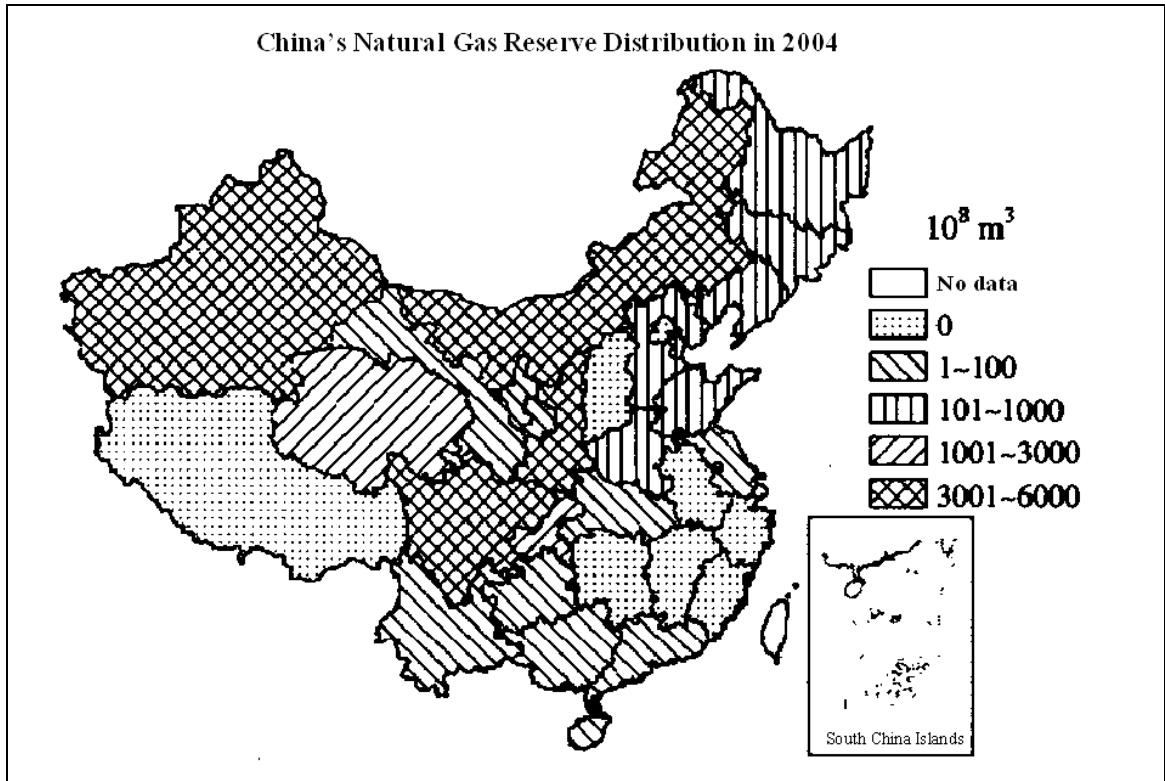 China's Natural Gas Reserve Distribution in 2004
10⁸ m³
No data
0
1~100
101~1000
1001~3000
3001~6000
South China Islands